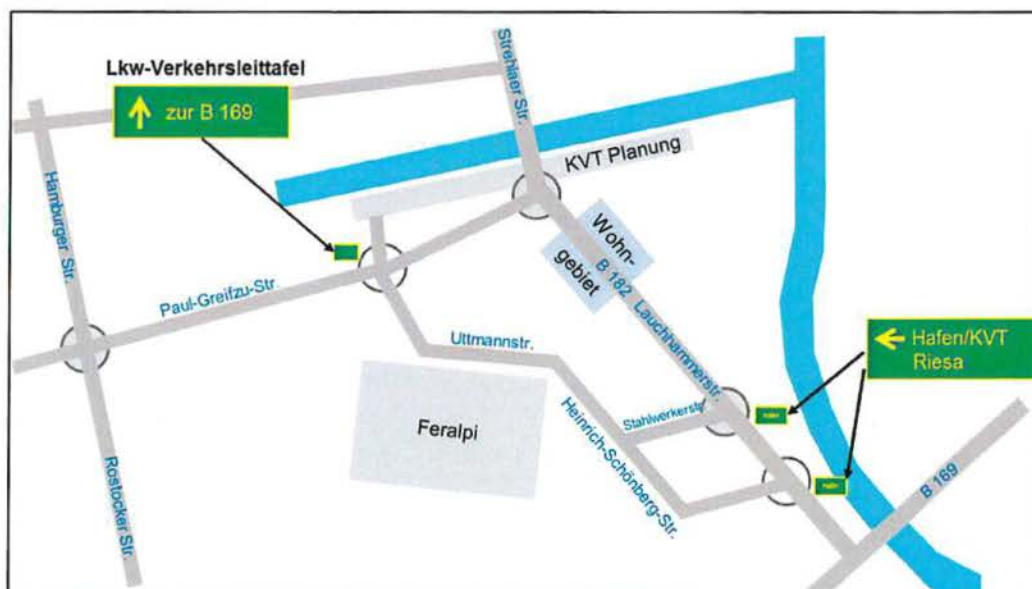 Lkw-Verkehrsleittafel
zur B 169
Strehlaer Str.
KVT Planung
Hamburger Str.
Wohn-
gebiet
B 182
Lauchhammerstr.
Paul-Greifzu-Str.
Uttmannstr.
Hafen/KVT
Riesa
Feralpi
Stahlwerkerstr.
Heinrich-Schönberg-Str.
B 169
Rostocker Str.